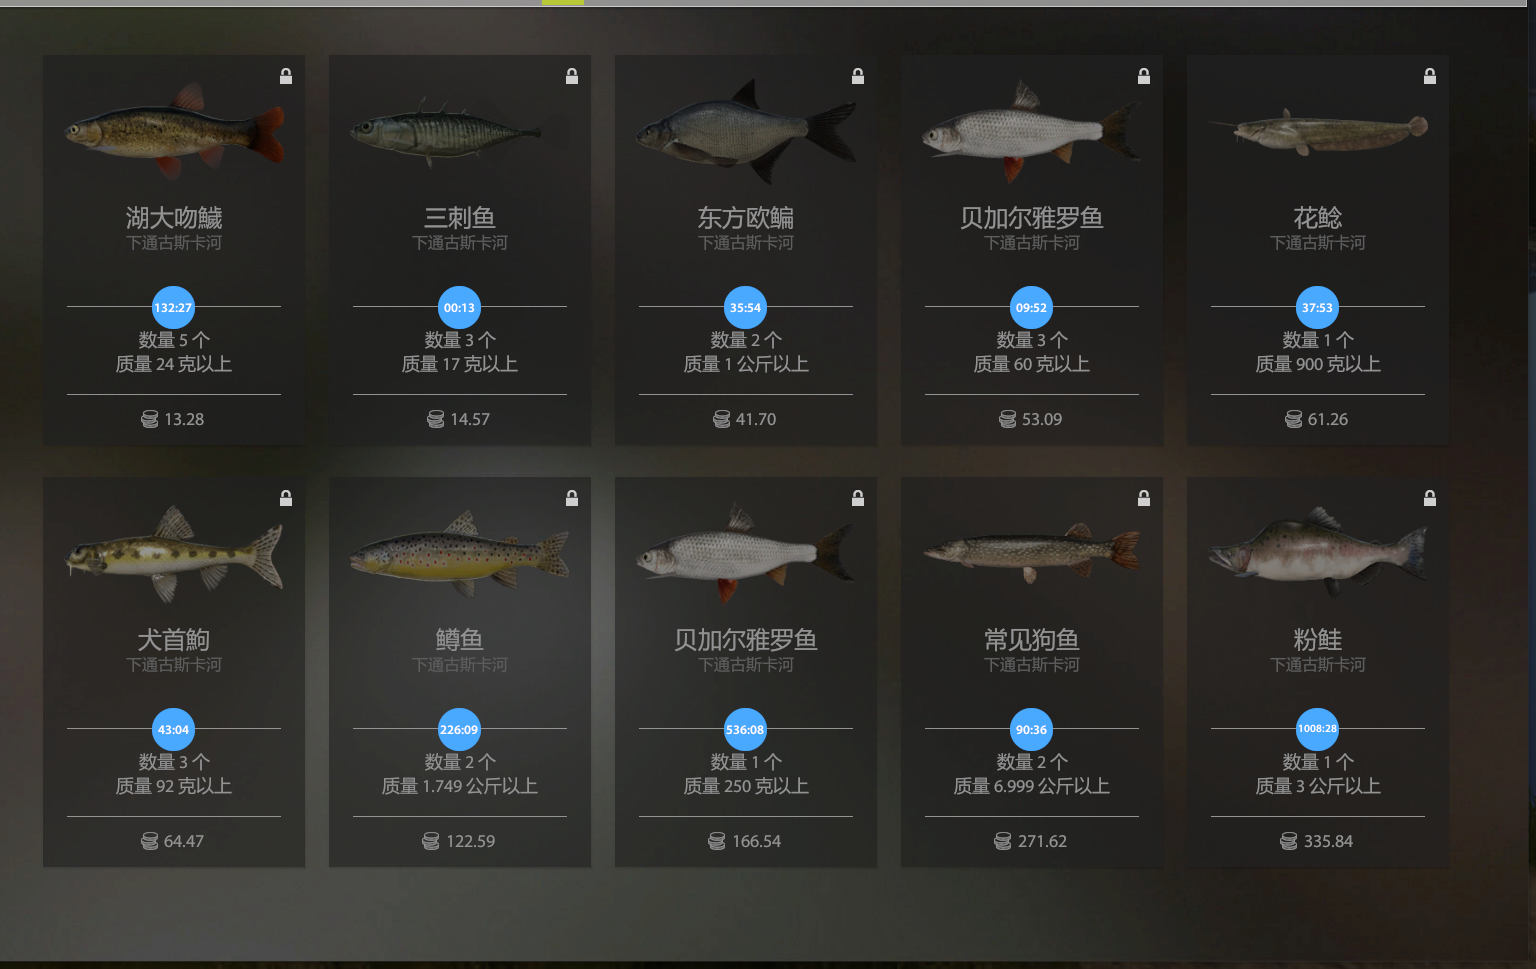 湖大吻鱥
下通古斯卡河
132:27
数量 5 个
质量 24 克以上
13.28
三刺鱼
下通古斯卡河
00:13
数量 3 个
质量 17 克以上
14.57
东方欧鳊
下通古斯卡河
35:54
数量 2 个
质量 1 公斤以上
41.70
贝加尔雅罗鱼
下通古斯卡河
09:52
数量 3 个
质量 60 克以上
53.09
花鲶
下通古斯卡河
37:53
数量 1 个
质量 900 克以上
61.26
犬首鮈
下通古斯卡河
43:04
数量 3 个
质量 92 克以上
64.47
鳟鱼
下通古斯卡河
226:09
数量 2 个
质量 1.749 公斤以上
122.59
贝加尔雅罗鱼
下通古斯卡河
536:08
数量 1 个
质量 250 克以上
166.54
常见狗鱼
下通古斯卡河
90:36
数量 2 个
质量 6.999 公斤以上
271.62
粉鲑
下通古斯卡河
1008:28
数量 1 个
质量 3 公斤以上
335.84